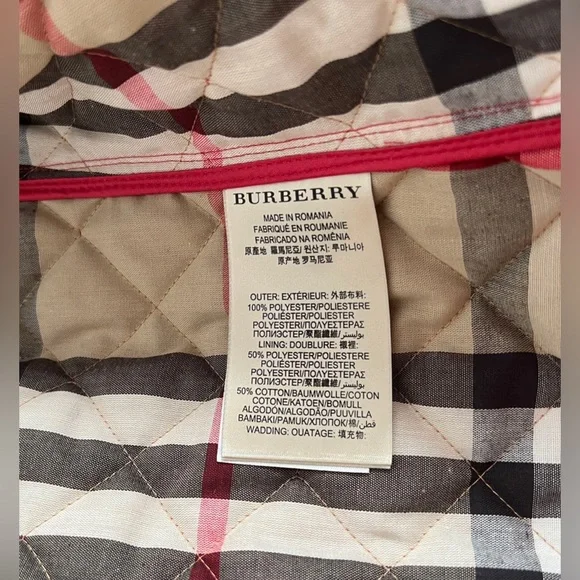 BURBERRY
MADE IN ROMANIA
FABRIQUÉ EN ROUMANIE
FABRICADO NA ROMÊNIA
原產地 羅馬尼亞/ 원산지: 루마니아
原产地 罗马尼亚
OUTER: EXTÉRIEUR: 外部布料:
100% POLYESTER/POLIESTERE
POLIÉSTER/POLIESTER
POLYESTERI/ΠΟΛΥΕΣΤΕΡΑΣ
ПОЛИЭСТЕР/聚酯纖維/بوليستر
LINING: DOUBLURE: 襯裡:
50% POLYESTER/POLIESTERE
POLIÉSTER/POLIESTER
POLYESTERI/ΠΟΛΥΕΣΤΕΡΑΣ
ПОЛИЭСТЕР/聚酯纖維/بوليستر
50% COTTON/BAUMWOLLE/COTON
COTONE/KATOEN/BOMULL
ALGODÓN/ALGODÃO/PUUVILLA
BAMBAKI/PAMUK/ХЛОПОК/棉/قطن
WADDING: OUATAGE: 填充物: